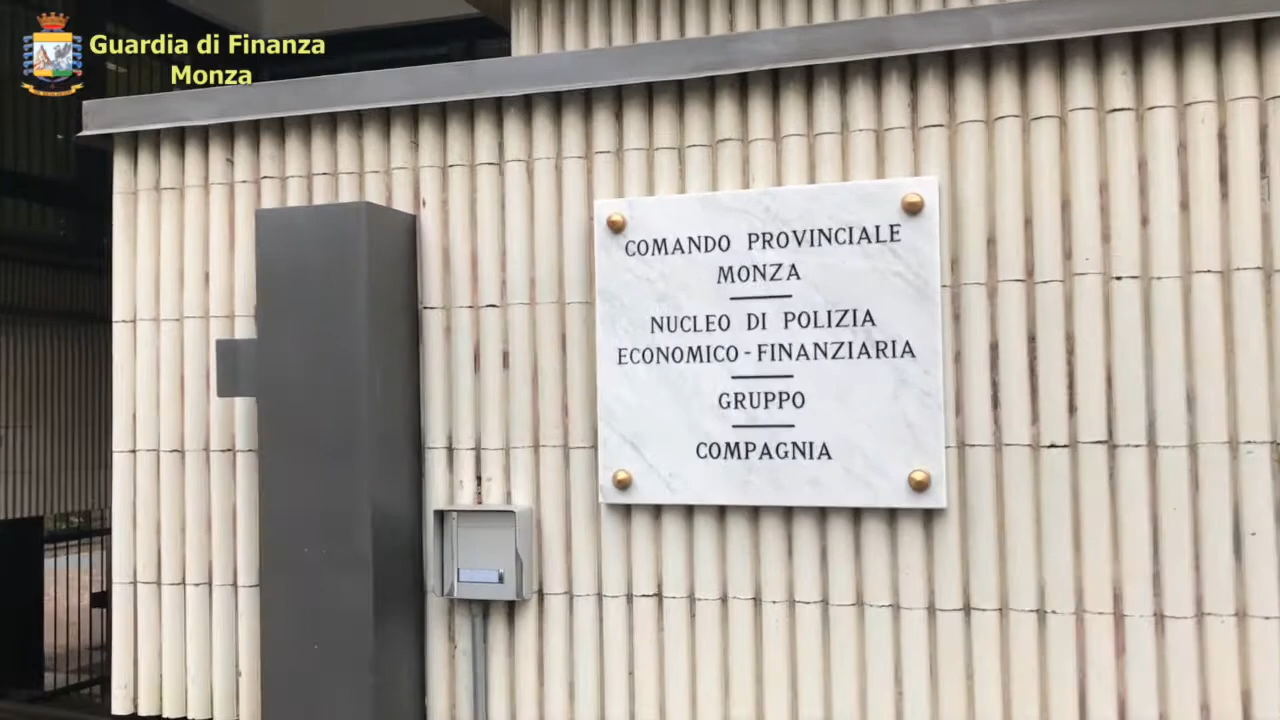 Guardia di Finanza
Monza
COMANDO PROVINCIALE
MONZA
NUCLEO DI POLIZIA
ECONOMICO-FINANZIARIA
GRUPPO
COMPAGNIA